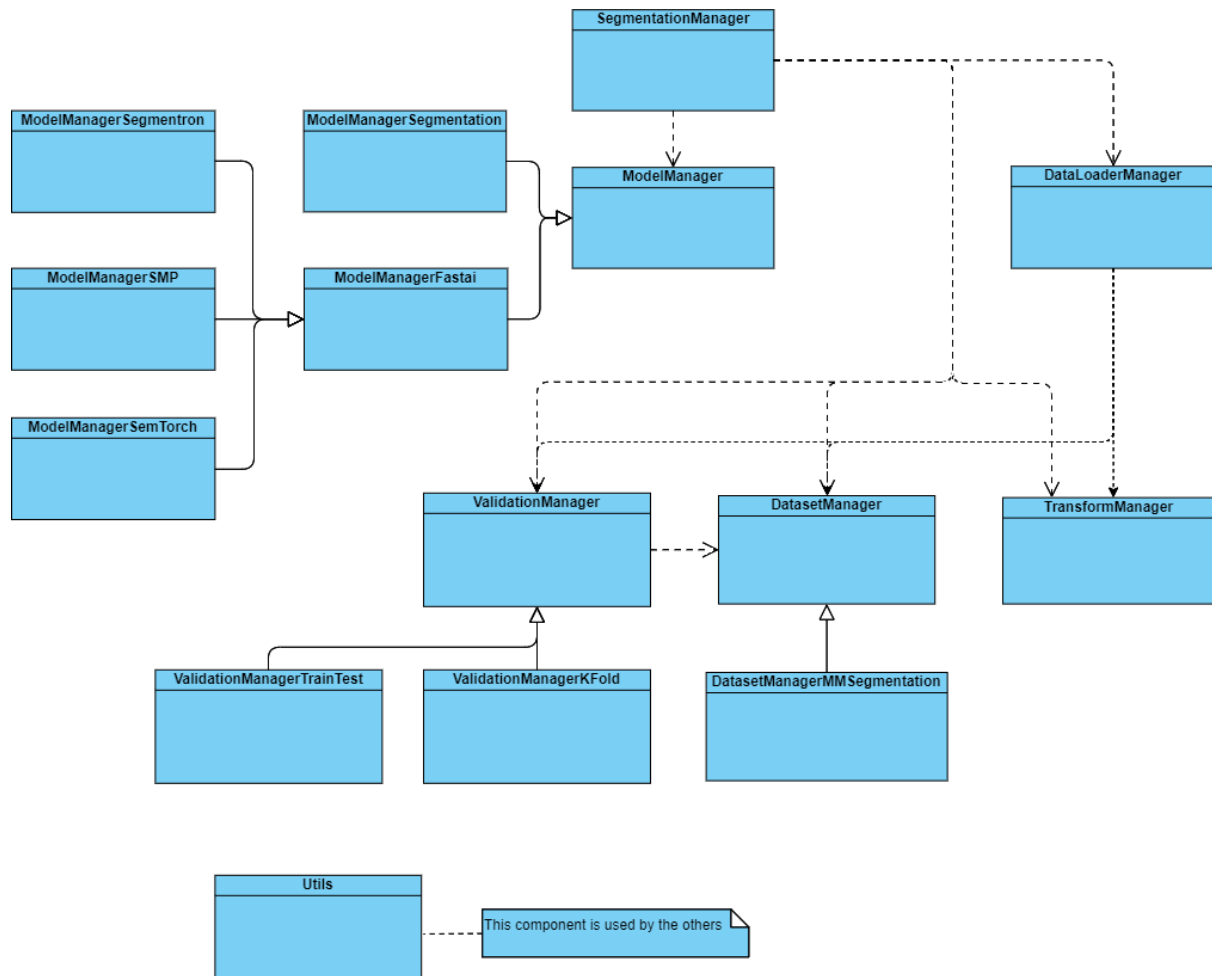 SegmentationManager
ModelManagerSegmentron
ModelManagerSegmentation
ModelManager
DataLoaderManager
ModelManagerSMP
ModelManagerFastai
ModelManagerSemTorch
ValidationManager
DatasetManager
TransformManager
ValidationManagerTrainTest
ValidationManagerKFold
DatasetManagerMMSegmentation
Utils
This component is used by the others